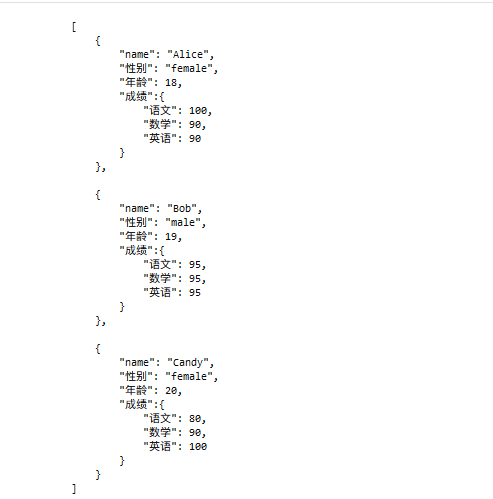 [
{
"name": "Alice",
"性别": "female",
"年龄": 18,
"成绩":{
"语文": 100,
"数学": 90,
"英语": 90
}
},
{
"name": "Bob",
"性别": "male",
"年龄": 19,
"成绩":{
"语文": 95,
"数学": 95,
"英语": 95
}
},
{
"name": "Candy",
"性别": "female",
"年龄": 20,
"成绩":{
"语文": 80,
"数学": 90,
"英语": 100
}
}
]